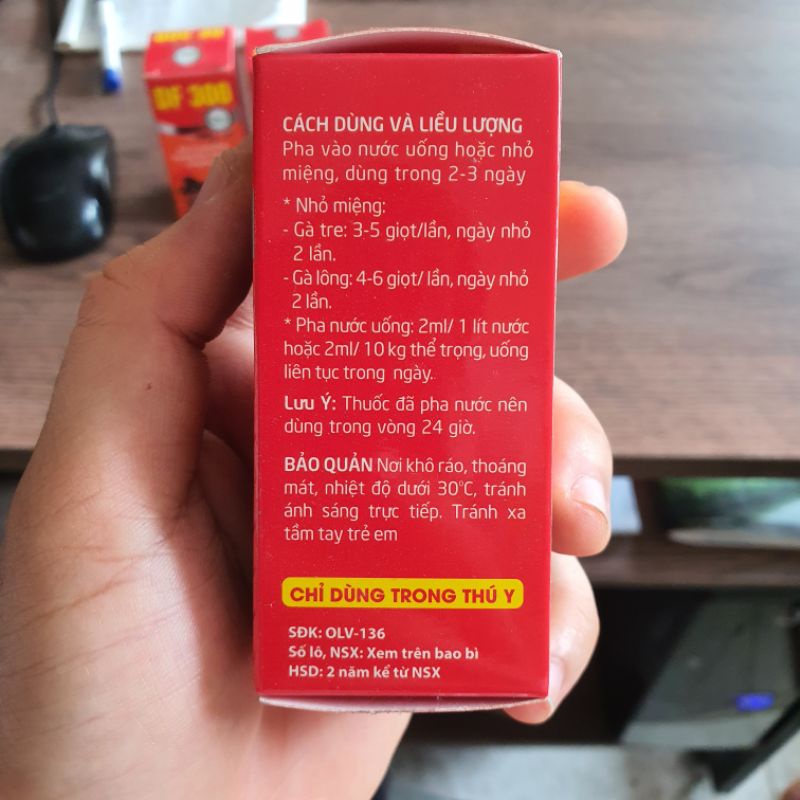 DF 300
CÁCH DÙNG VÀ LIỀU LƯỢNG
Pha vào nước uống hoặc nhỏ
miệng, dùng trong 2-3 ngày
* Nhỏ miệng:
- Gà tre: 3-5 giọt/lần, ngày nhỏ
2 lần.
- Gà lông: 4-6 giọt/ lần, ngày nhỏ
2 lần.
* Pha nước uống: 2ml/ 1 lít nước
hoặc 2ml/ 10 kg thể trọng, uống
liên tục trong ngày.
Lưu Ý: Thuốc đã pha nước nên
dùng trong vòng 24 giờ.
BẢO QUẢN Nơi khô ráo, thoáng
mát, nhiệt độ dưới 30°C, tránh
ánh sáng trực tiếp. Tránh xa
tầm tay trẻ em
CHỈ DÙNG TRONG THÚ Y
SĐK: OLV-136
Số lô, NSX: Xem trên bao bì
HSD: 2 năm kể từ NSX